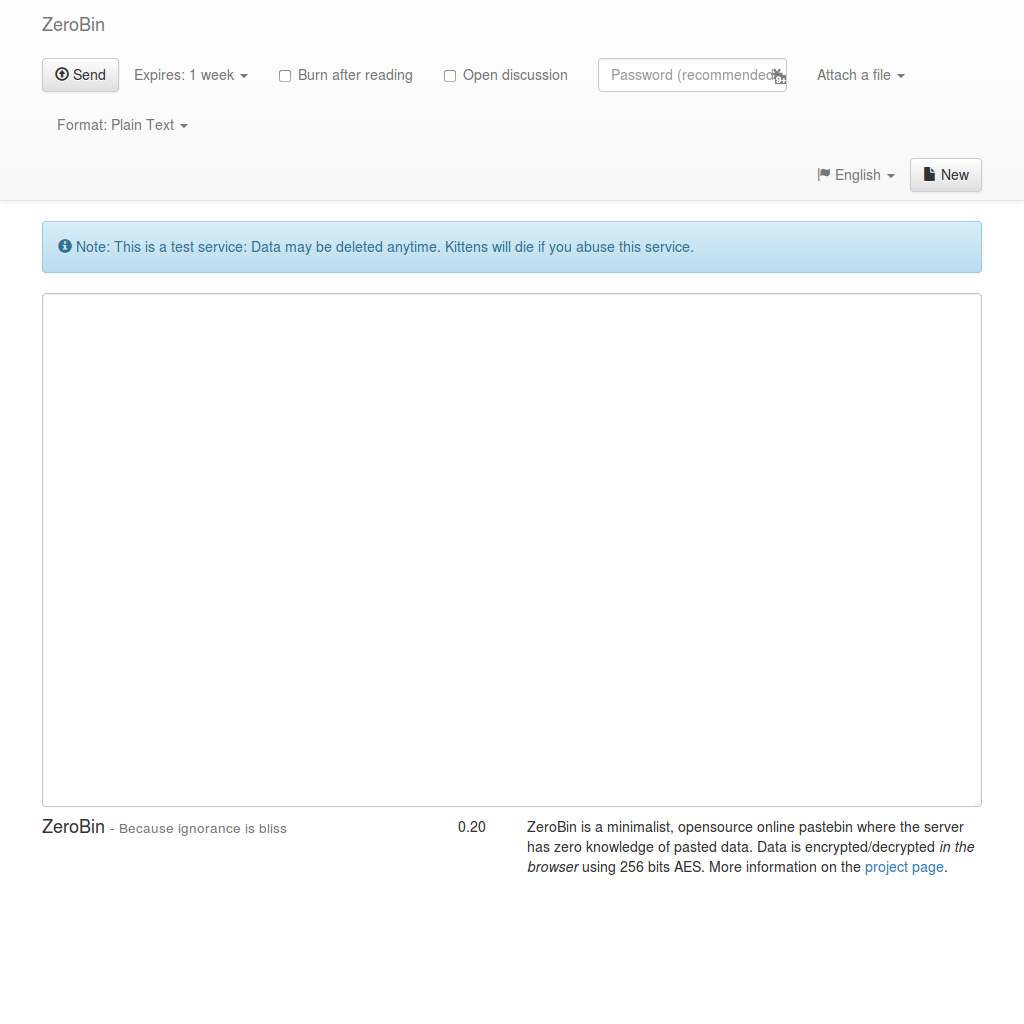 ZeroBin
Send Expires: 1 week Burn after reading Open discussion Password (recommended Attach a file
Format: Plain Text
English New
Note: This is a test service: Data may be deleted anytime. Kittens will die if you abuse this service.
ZeroBin - Because ignorance is bliss 0.20
ZeroBin is a minimalist, opensource online pastebin where the server
has zero knowledge of pasted data. Data is encrypted/decrypted in the
browser using 256 bits AES. More information on the project page.